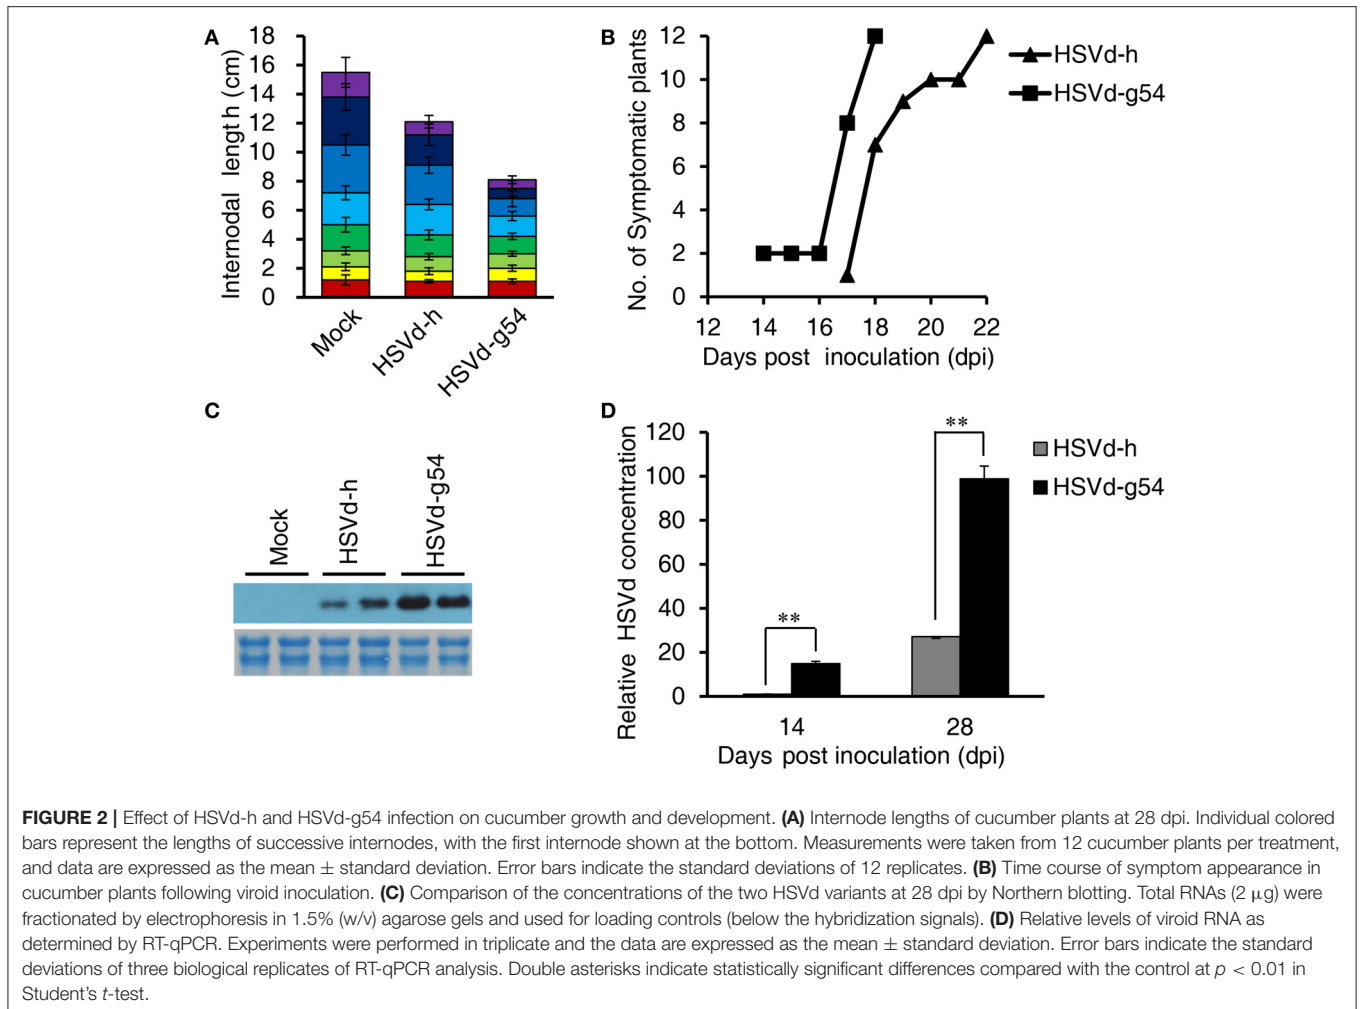 A
18
16
14
12
10
8
6
4
2
0
Internodal lengt h (cm)
Mock
HSVd-h
HSVd-g54
B
12
10
8
6
4
2
0
No. of Symptomatic plants
12 14 16 18 20 22
Days post inoculation (dpi)
HSVd-h
HSVd-g54
C
Mock
HSVd-h
HSVd-g54
D
120
100
80
60
40
20
0
Relative HSVd concentration
**
**
14 28
Days post inoculation (dpi)
HSVd-h
HSVd-g54
FIGURE 2 | Effect of HSVd-h and HSVd-g54 infection on cucumber growth and development. (A) Internode lengths of cucumber plants at 28 dpi. Individual colored
bars represent the lengths of successive internodes, with the first internode shown at the bottom. Measurements were taken from 12 cucumber plants per treatment,
and data are expressed as the mean ± standard deviation. Error bars indicate the standard deviations of 12 replicates. (B) Time course of symptom appearance in
cucumber plants following viroid inoculation. (C) Comparison of the concentrations of the two HSVd variants at 28 dpi by Northern blotting. Total RNAs (2 μg) were
fractionated by electrophoresis in 1.5% (w/v) agarose gels and used for loading controls (below the hybridization signals). (D) Relative levels of viroid RNA as
determined by RT-qPCR. Experiments were performed in triplicate and the data are expressed as the mean ± standard deviation. Error bars indicate the standard
deviations of three biological replicates of RT-qPCR analysis. Double asterisks indicate statistically significant differences compared with the control at p < 0.01 in
Student's t-test.